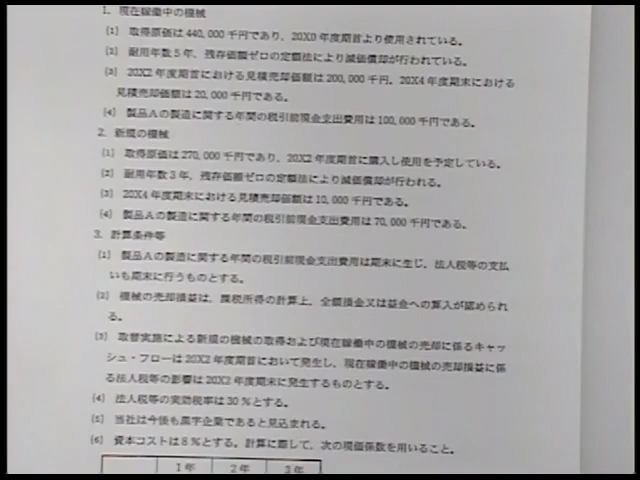 1. 現在稼働中の機械
(1) 取得原価は440,000千円であり、20X0年度期首より使用されている。
(2) 耐用年数5年、残存価額ゼロの定額法により減価償却が行われている。
(3) 20X2年度期首における見積売却価額は200,000千円、20X4年度期末における
見積売却価額は20,000千円である。
(4) 製品Aの製造に関する年間の税引前現金支出費用は100,000千円である。
2. 新規の機械
(1) 取得原価は270,000千円であり、20X2年度期首に購入し使用を予定している。
(2) 耐用年数3年、残存価額ゼロの定額法により減価償却が行われる。
(3) 20X4年度期末における見積売却価額は10,000千円である。
(4) 製品Aの製造に関する年間の税引前現金支出費用は70,000千円である。
3. 計算条件等
(1) 製品Aの製造に関する年間の税引前現金支出費用は期末に生じ、法人税等の支払
いも期末に行うものとする。
(2) 機械の売却損益は、課税所得の計算上、全額損金又は益金への算入が認められ
る。
(3) 取替実施による新規の機械の取得および現在稼働中の機械の売却に係るキャッ
シュ・フローは20X2年度期首において発生し、現在稼働中の機械の売却損益に係
る法人税等の影響は20X2年度期末に発生するものとする。
(4) 法人税等の実効税率は30%とする。
(5) 当社は今後も黒字企業であると見込まれる。
(6) 資本コストは8%とする。計算に際して、次の現価係数を用いること。
1年 2年 3年